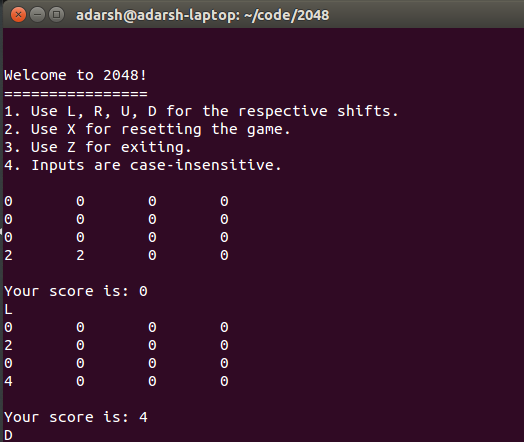 adarsh@adarsh-laptop: ~/code/2048
Welcome to 2048!
================
1. Use L, R, U, D for the respective shifts.
2. Use X for resetting the game.
3. Use Z for exiting.
4. Inputs are case-insensitive.
0 0 0 0
0 0 0 0
0 0 0 0
2 2 0 0
Your score is: 0
L
0 0 0 0
2 0 0 0
0 0 0 0
4 0 0 0
Your score is: 4
D